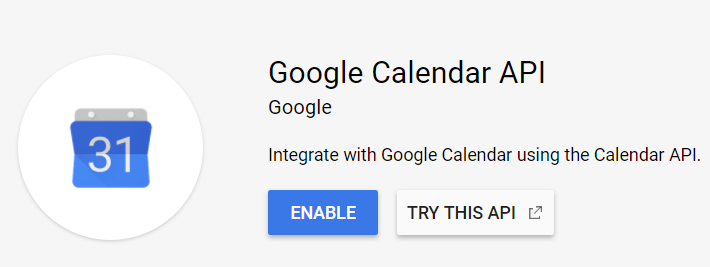 Google Calendar API
Google
31
Integrate with Google Calendar using the Calendar API.
ENABLE
TRY THIS API